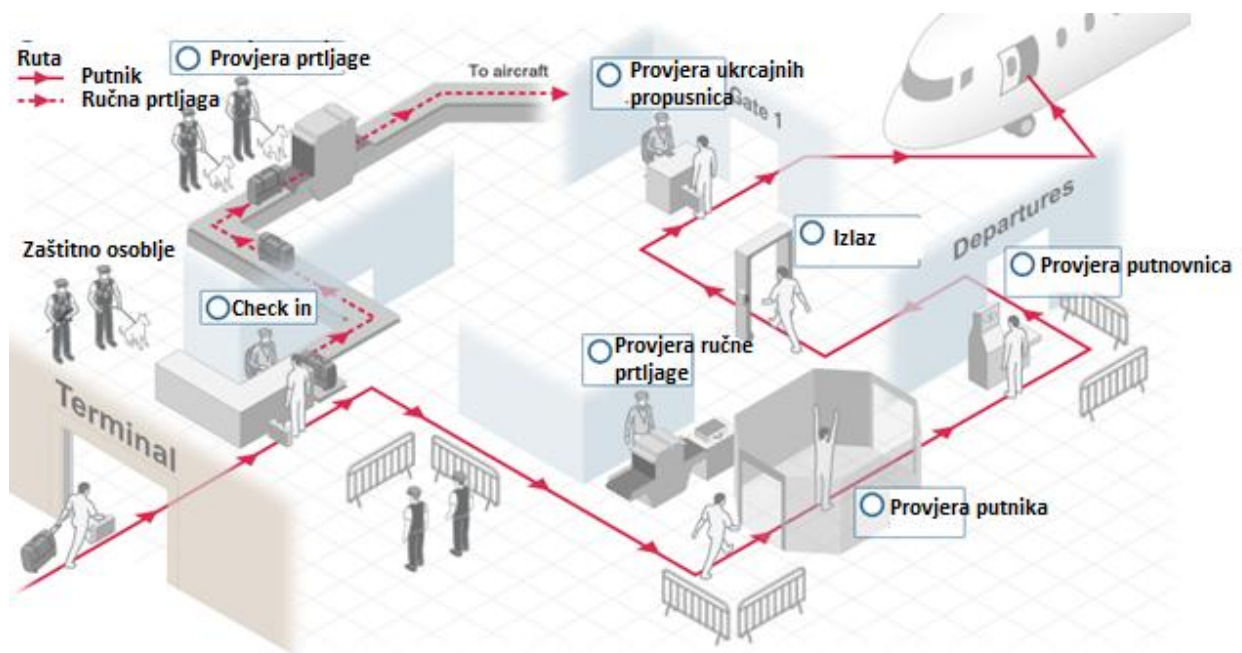 Ruta
Putnik
Ručna prtljaga
Provjera prtljage
To aircraft
Provjera ukrcajnih
propusnica
Gate 1
Departures
Izlaz
Provjera putnovnica
Zaštitno osoblje
Check in
Provjera ručne
prtljage
Terminal
Provjera putnika